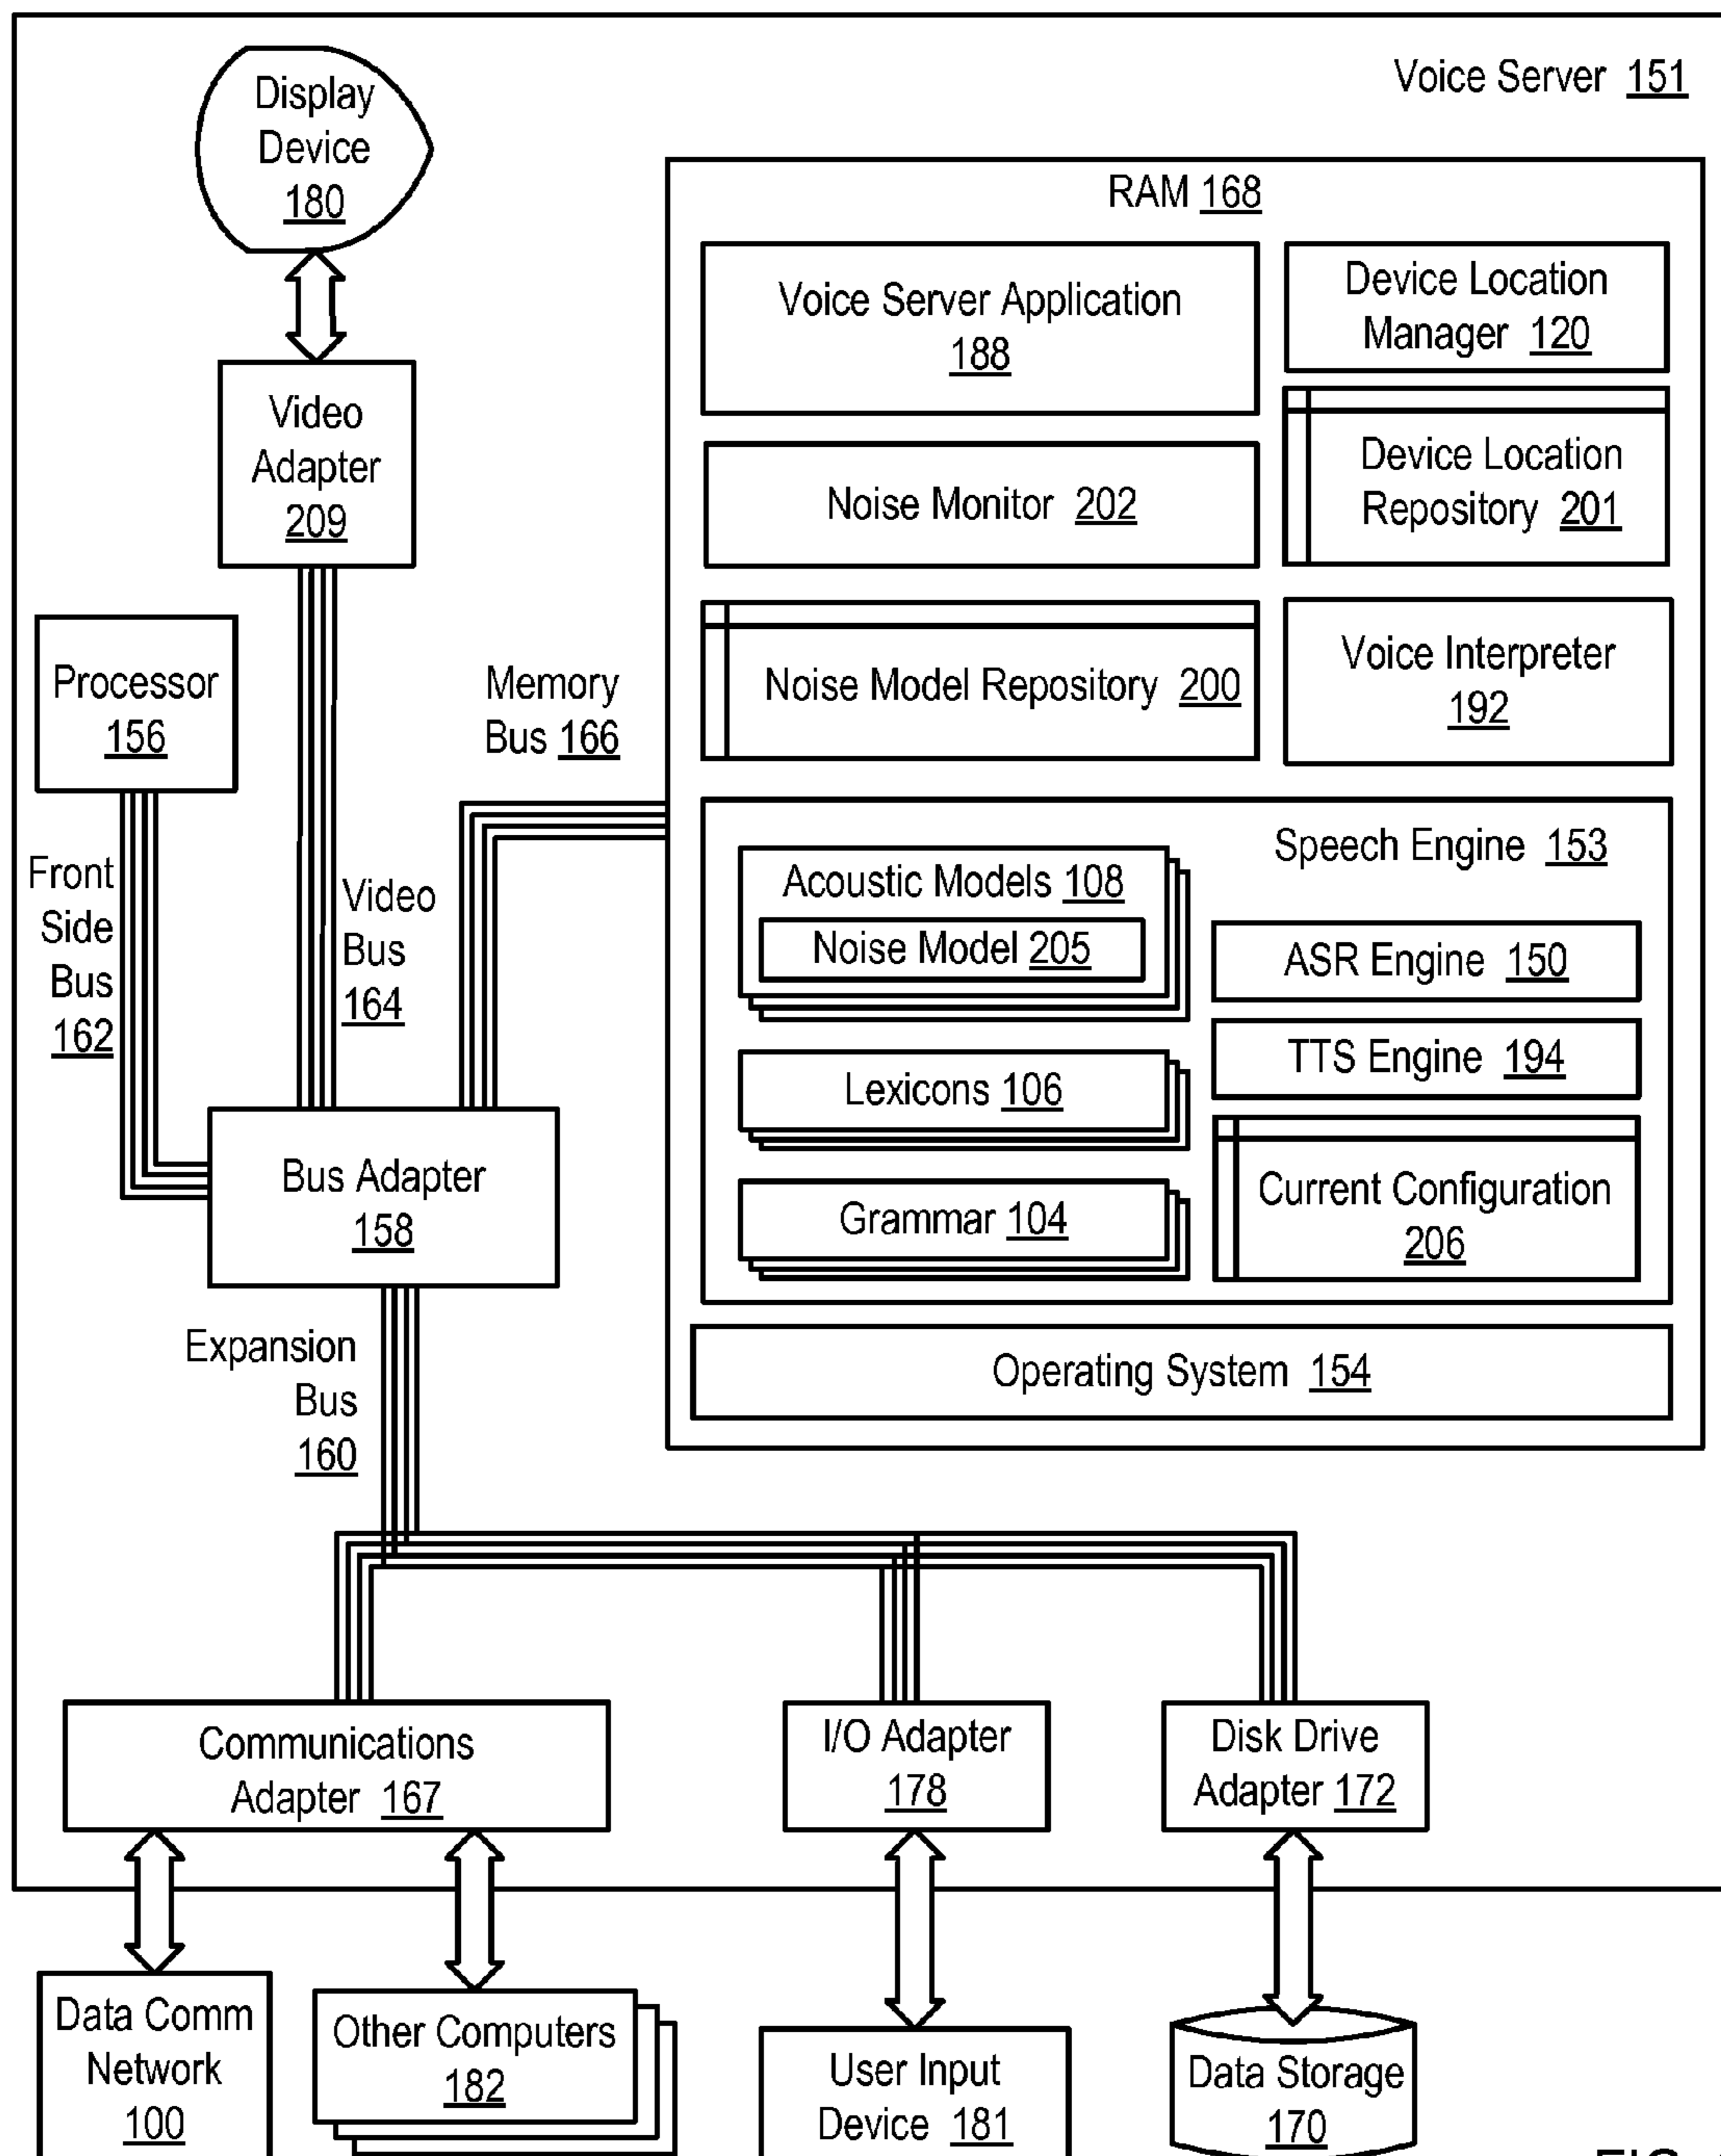 Voice Server 151
Display
Device
180
Video
Adapter
209
Processor
156
Front
Side
Bus
162
Video
Bus
164
Memory
Bus 166
Bus Adapter
158
Expansion
Bus
160
RAM 168
Voice Server Application
188
Device Location
Manager 120
Noise Monitor 202
Device Location
Repository 201
Noise Model Repository 200
Voice Interpreter
192
Speech Engine 153
Acoustic Models 108
Noise Model 205
ASR Engine 150
TTS Engine 194
Lexicons 106
Grammar 104
Current Configuration
206
Operating System 154
Communications
Adapter 167
I/O Adapter
178
Disk Drive
Adapter 172
Data Comm
Network
100
Other Computers
182
User Input
Device 181
Data Storage
170